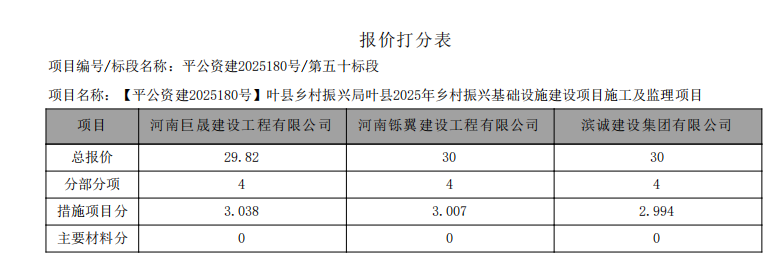 报价打分表
项目编号/标段名称：平公资建2025180号/第五十标段
项目名称：【平公资建2025180号】叶县乡村振兴局叶县2025年乡村振兴基础设施建设项目施工及监理项目
项目 河南巨晟建设工程有限公司 河南铄翼建设工程有限公司 滨诚建设集团有限公司
总报价 29.82 30 30
分部分项 4 4 4
措施项目分 3.038 3.007 2.994
主要材料分 0 0 0